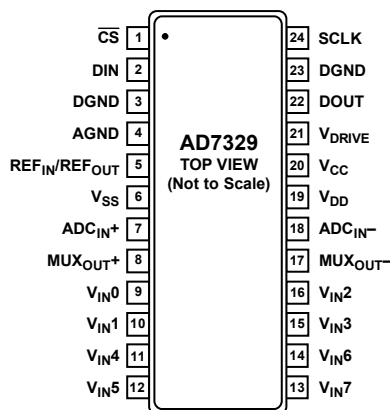 C̅S̅ 1
DIN 2
DGND 3
AGND 4
REFIN/REFOUT 5
VSS 6
ADCIN+ 7
MUXOUT+ 8
VIN0 9
VIN1 10
VIN4 11
VIN5 12
AD7329
TOP VIEW
(Not to Scale)
24 SCLK
23 DGND
22 DOUT
21 VDRIVE
20 VCC
19 VDD
18 ADCIN–
17 MUXOUT–
16 VIN2
15 VIN3
14 VIN6
13 VIN7